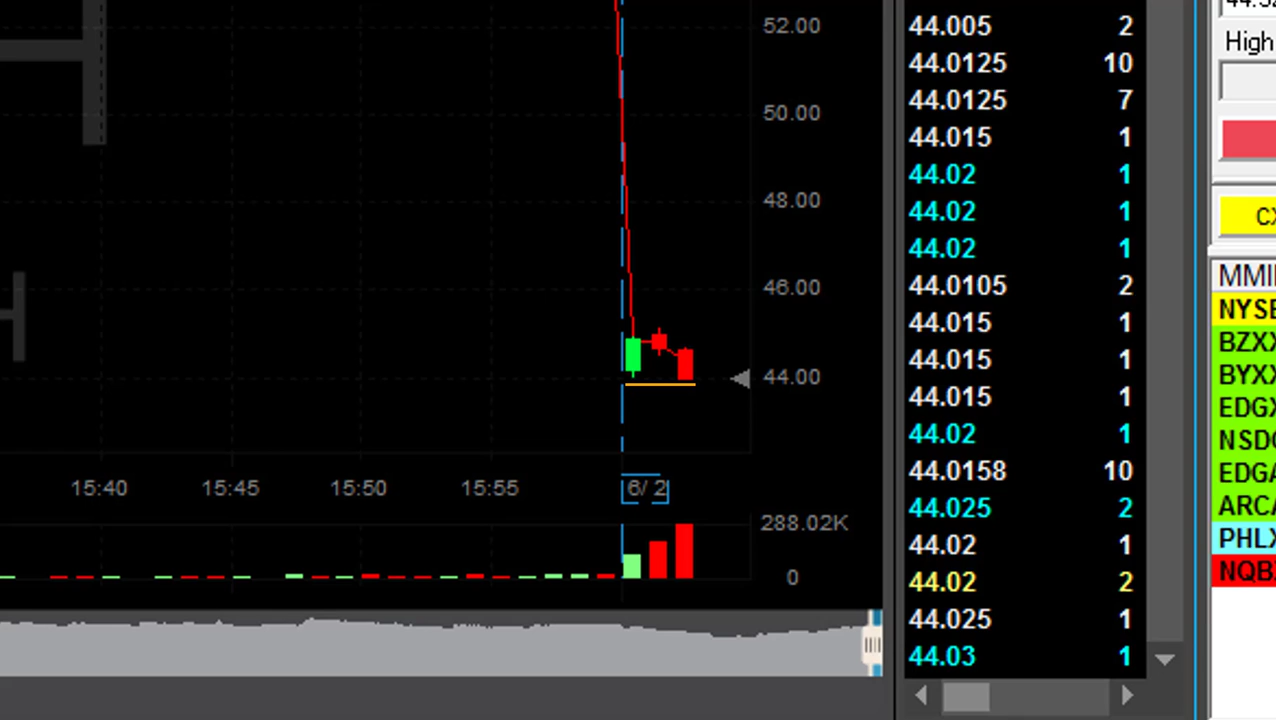 52.00
50.00
48.00
46.00
44.00
15:40 15:45 15:50 15:55 6/ 2
288.02K
0
44.005 2
44.0125 10
44.0125 7
44.015 1
44.02 1
44.02 1
44.02 1
44.0105 2
44.015 1
44.015 1
44.015 1
44.02 1
44.0158 10
44.025 2
44.02 1
44.02 2
44.025 1
44.03 1
High
MMI
NYSE
BZX
BYX
EDG
NSD
EDGA
ARCA
PHLX
NQB